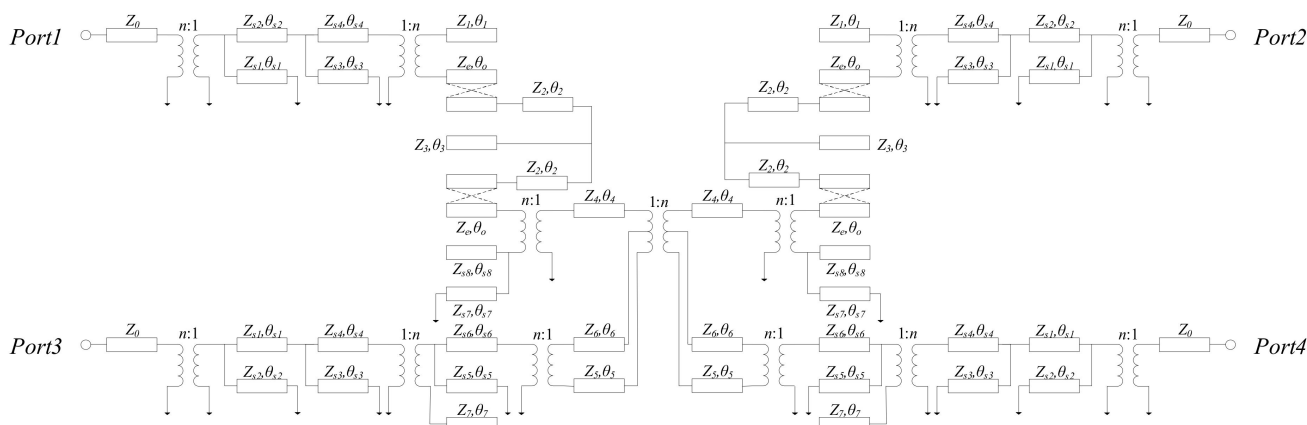 Z0 n:1 Zs2,θs2 Zs4,θs4 1:n Z1,θ1 Z1,θ1 1:n Zs4,θs4 Zs2,θs2 n:1 Z0
Port1 Port2
Zs1,θs1 Zs3,θs3 Ze,θo Ze,θo Zs3,θs3 Zs1,θs1
Z2,θ2 Z2,θ2
Z3,θ3 Z3,θ3
Z2,θ2 Z2,θ2
n:1 Z4,θ4 1:n Z4,θ4 n:1
Ze,θo Ze,θo
Zs8,θs8 Zs8,θs8
Zs7,θs7 Zs7,θs7
Z0 n:1 Zs1,θs1 Zs4,θs4 1:n Zs6,θs6 n:1 Z6,θ6 Z6,θ6 n:1 Zs6,θs6 1:n Zs4,θs4 Zs1,θs1 n:1 Z0
Port3 Port4
Zs2,θs2 Zs3,θs3 Zs5,θs5 Z5,θ5 Z5,θ5 Zs5,θs5 Zs3,θs3 Zs2,θs2
Z7,θ7 Z7,θ7